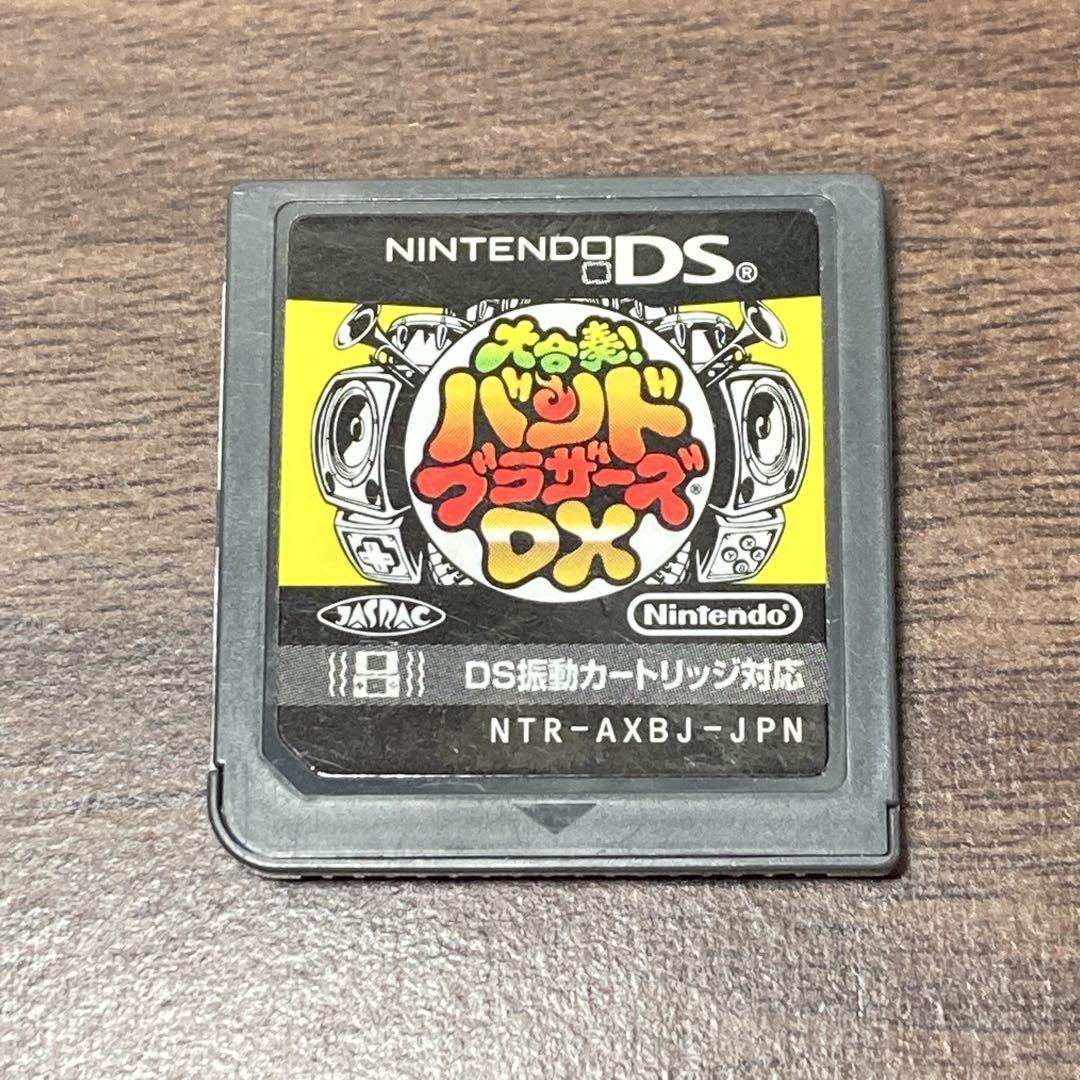 NINTENDO DS®
大合奏!
バンド
ブラザーズ®
DX
JASRAC
Nintendo®
DS振動カートリッジ対応
NTR-AXBJ-JPN